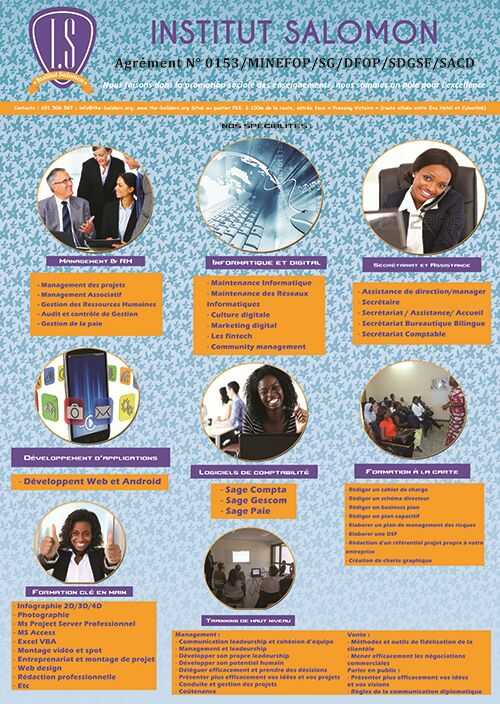 I.S
Institut Salomon
INSTITUT SALOMON
Agrément N° 0153/MINEFOP/SG/DFOP/SDGSF/SACD
Nous faisons dans la promotion sociale des enseignements, nous sommes un pole pour l'excellence
NOS SPÉCIALITÉS :
Management & RH
- Management des projets
- Management Associatif
- Gestion des Ressources Humaines
- Audit et contrôle de Gestion
- Gestion de la paie
Informatique et digital
- Maintenance Informatique
- Maintenance des Réseaux
Informatiques
- Culture digitale
- Marketing digital
- Les fintech
- Community management
Secrétariat et Assistance
- Assistance de direction/manager
- Secrétaire
- Secrétariat / Assistance/ Accueil
- Secrétariat Bureautique Bilingue
- Secrétariat Comptable
Développement d'applications
- Développent Web et Android
Logiciels de comptabilité
- Sage Compta
- Sage Gescom
- Sage Paie
Formation à la carte
- Rédiger un cahier de charge
- Rédiger un schéma directeur
- Rédiger un business plan
- Rédiger un plan capacitif
- Elaborer un plan de management des risques
- Elaborer une DSF
- Rédaction d'un référentiel projet propre à votre
entreprize
- Création de charte graphique
Formation clé en main
- Infographie 2D/3D/4D
- Photographie
- Ms Project Server Professionnel
- MS Access
- Excel VBA
- Montage vidéo et spot
- Entreprenariat et montage de projet
- Web design
- Rédaction professionnelle
- Etc
Trainning de haut niveau
Management :
- Communication leadership et cohésion d'équipe
- Management et leadership
- Développer son propre leadership
- Développer son potentiel humain
- Déléguer efficacement et prendre des décisions
- Présenter plus efficacement vos idées et vos projets
- Conduite et gestion des projets
- Coûtenance
Vente :
- Méthodes et outils de fidélisation de la
clientèle
- Mener efficacement les négociations
commerciales
Parler en public :
- Présenter plus efficacement vos idées
et vos visions
- Règles de la communication diplomatique